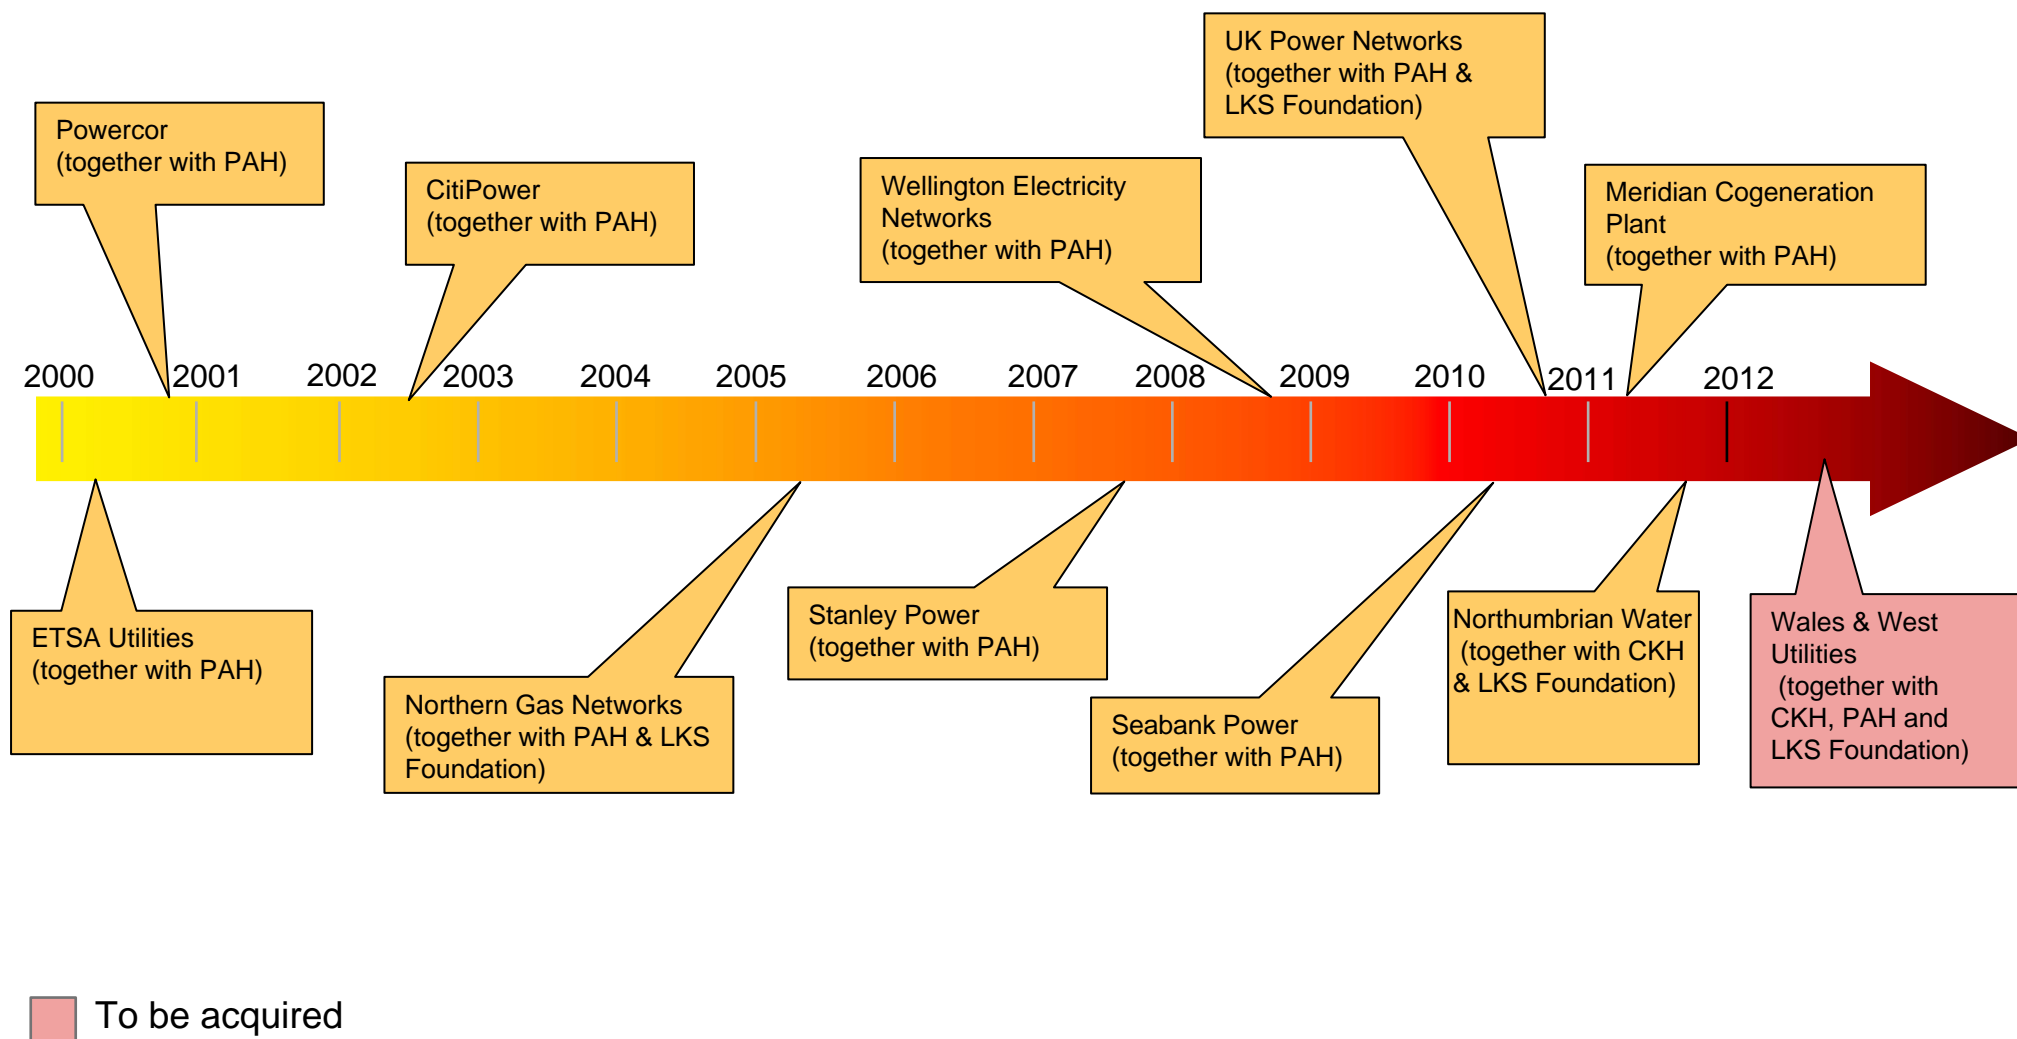 UK Power Networks
(together with PAH &
LKS Foundation)
Powercor
(together with PAH)
CitiPower
(together with PAH)
Wellington Electricity
Networks
(together with PAH)
Meridian Cogeneration
Plant
(together with PAH)
2000 2001 2002 2003 2004 2005 2006 2007 2008 2009 2010 2011 2012
ETSA Utilities
(together with PAH)
Northern Gas Networks
(together with PAH & LKS
Foundation)
Stanley Power
(together with PAH)
Seabank Power
(together with PAH)
Northumbrian Water
(together with CKH
& LKS Foundation)
Wales & West
Utilities
(together with
CKH, PAH and
LKS Foundation)
To be acquired